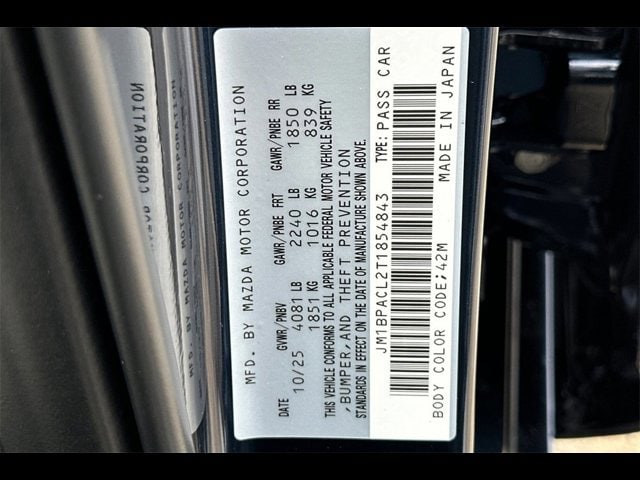 MFD. BY MAZDA MOTOR CORPORATION
DATE GVWR/PNBV GAWR/PNBE FRT GAWR/PNBE RR
10/25 4081 LB 2240 LB 1850 LB
1851 KG 1016 KG 839 KG
THIS VEHICLE CONFORMS TO ALL APPLICABLE FEDERAL MOTOR VEHICLE SAFETY
,BUMPER,AND THEFT PREVENTION
STANDARDS IN EFFECT ON THE DATE OF MANUFACTURE SHOWN ABOVE.
JM1BPACL2T1854843 TYPE: PASS CAR
BODY COLOR CODE;42M MADE IN JAPAN